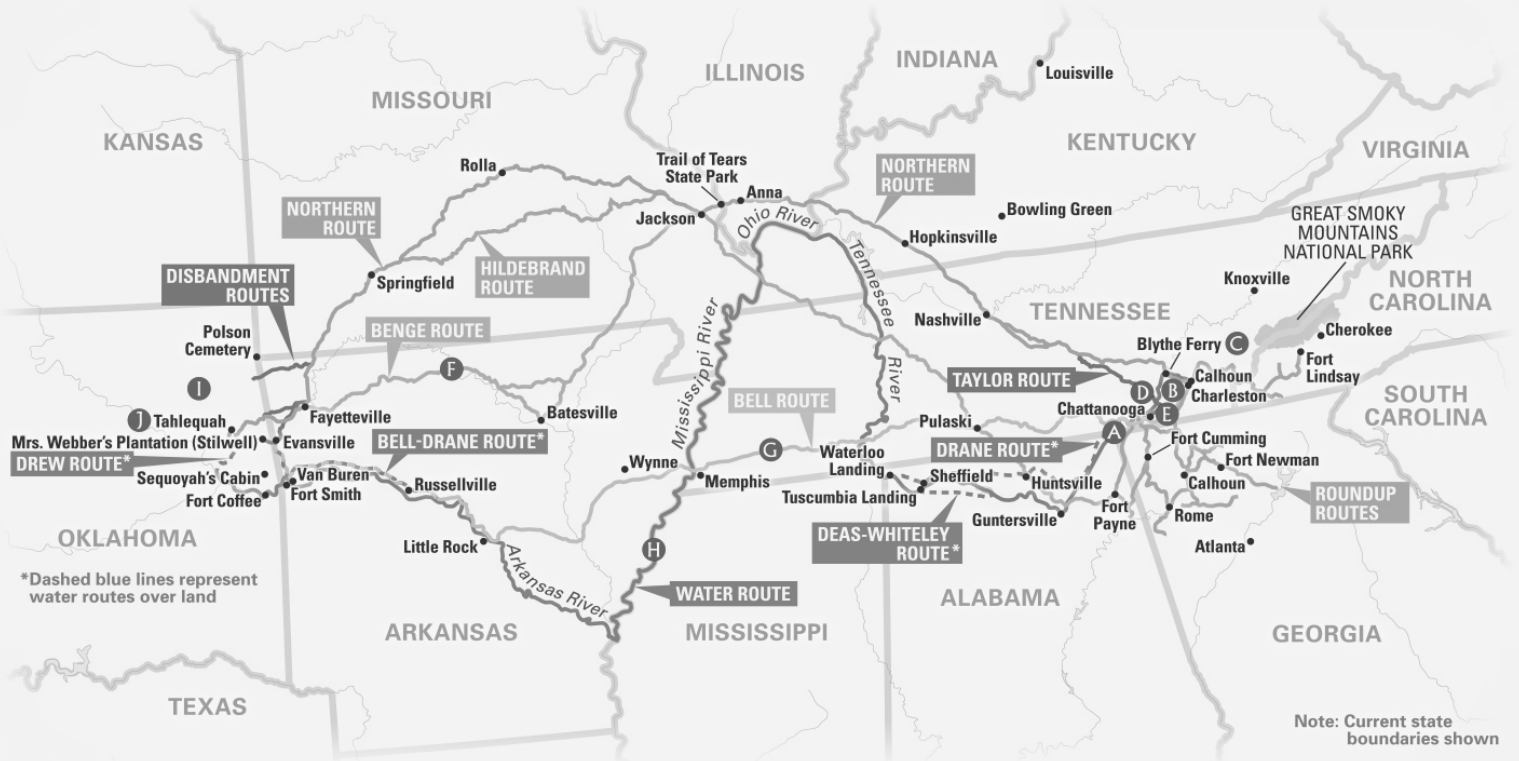 ILLINOIS
INDIANA
Louisville
MISSOURI
KANSAS
KENTUCKY
VIRGINIA
Trail of Tears
State Park
Rolla
NORTHERN
ROUTE
Anna
NORTHERN
ROUTE
Jackson
Ohio River
Bowling Green
GREAT SMOKY
MOUNTAINS
NATIONAL PARK
Hopkinsville
HILDEBRAND
ROUTE
Springfield
DISBANDMENT
ROUTES
Tennessee
River
Knoxville
NORTH
CAROLINA
TENNESSEE
Nashville
Mississippi River
BENGE ROUTE
Polson
Cemetery
Cherokee
Blythe Ferry
C
Fort
Lindsay
F
TAYLOR ROUTE
Calhoun
Charleston
D
B
I
SOUTH
CAROLINA
BELL ROUTE
Batesville
Fayetteville
Chattanooga
E
J
Tahlequah
Pulaski
A
Mrs. Webber's Plantation (Stilwell)
Evansville
BELL-DRANE ROUTE*
DRANE ROUTE*
Fort Cumming
DREW ROUTE*
G
Waterloo
Landing
Fort Newman
Wynne
Sequoyah's Cabin
Van Buren
Sheffield
Memphis
Huntsville
Calhoun
Russellville
Fort Smith
Fort Coffee
Tuscumbia Landing
ROUNDUP
ROUTES
Fort
Payne
Rome
Guntersville
DEAS-WHITELEY
ROUTE*
OKLAHOMA
Little Rock
H
Atlanta
Arkansas River
*Dashed blue lines represent
water routes over land
WATER ROUTE
ALABAMA
ARKANSAS
MISSISSIPPI
GEORGIA
TEXAS
Note: Current state
boundaries shown